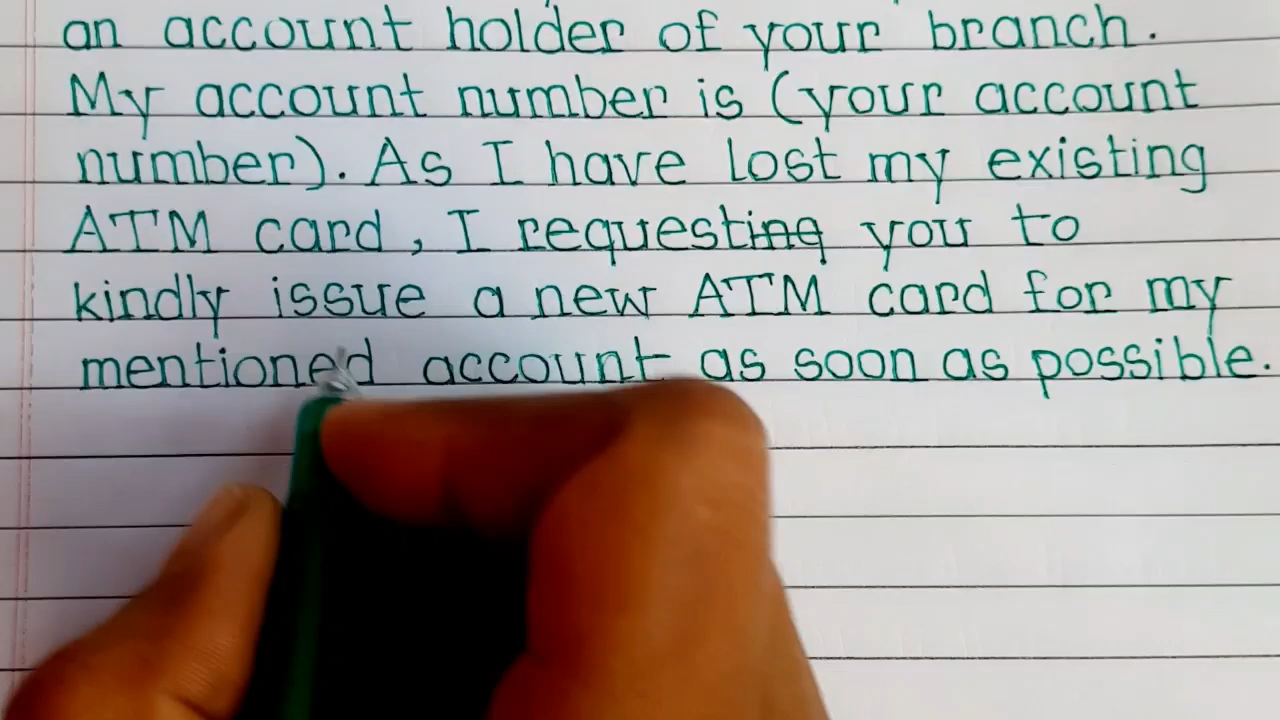 an account holder of your branch.
My account number is (your account
number). As I have lost my existing
ATM card, I requesting you to
kindly issue a new ATM card for my
mentioned account as soon as possible.